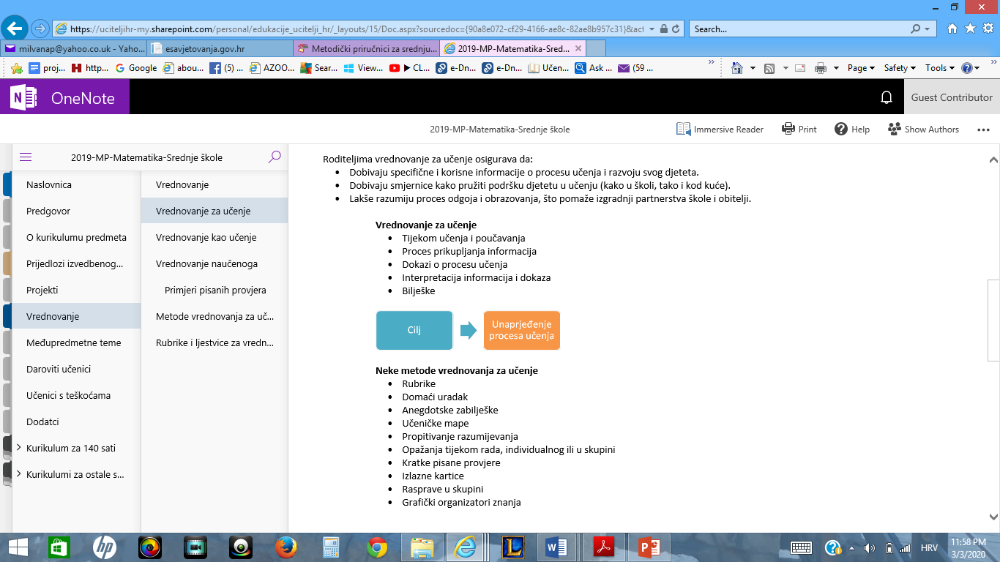 https://uciteljihr-my.sharepoint.com/personal/edukacije_ucitelji_hr/_layouts/15/Doc.aspx?sourcedoc={90a8e072-cf29-4166-ae8c-82ae8b957c31}&act
Search...
milvanap@yahoo.co.uk - Yaho...
esavjetovanja.gov.hr
Metodički priručnici za srednju...
2019-MP-Matematika-Sred...
proj...
http...
Google
abou...
(5) ...
AZOO...
Sear...
View...
CL...
e-Dn...
e-Dn...
Učen...
Ask ...
(59 ...
Page
Safety
Tools
OneNote
Guest Contributor
2019-MP-Matematika-Srednje škole
Immersive Reader
Print
Help
Show Authors
2019-MP-Matematika-Srednje škole
Naslovnica
Predgovor
O kurikulumu predmeta
Prijedlozi izvedbenog...
Projekti
Vrednovanje
Međupredmetne teme
Daroviti učenici
Učenici s teškoćama
Dodatci
Kurikulum za 140 sati
Kurikulumi za ostale s...
Vrednovanje
Vrednovanje za učenje
Vrednovanje kao učenje
Vrednovanje naučenoga
Primjeri pisanih provjera
Metode vrednovanja za uč...
Rubrike i ljestvice za vredn...
Roditeljima vrednovanje za učenje osigurava da:
• Dobivaju specifične i korisne informacije o procesu učenja i razvoju svog djeteta.
• Dobivaju smjernice kako pružiti podršku djetetu u učenju (kako u školi, tako i kod kuće).
• Lakše razumiju proces odgoja i obrazovanja, što pomaže izgradnji partnerstva škole i obitelji.
Vrednovanje za učenje
• Tijekom učenja i poučavanja
• Proces prikupljanja informacija
• Dokazi o procesu učenja
• Interpretacija informacija i dokaza
• Bilješke
Cilj
Unaprjeđenje
procesa učenja
Neke metode vrednovanja za učenje
• Rubrike
• Domaći uradak
• Anegdotske zabilješke
• Učeničke mape
• Propitivanje razumijevanja
• Opažanja tijekom rada, individualnog ili u skupini
• Kratke pisane provjere
• Izlazne kartice
• Rasprave u skupini
• Grafički organizatori znanja
HRV
11:58 PM
3/3/2020